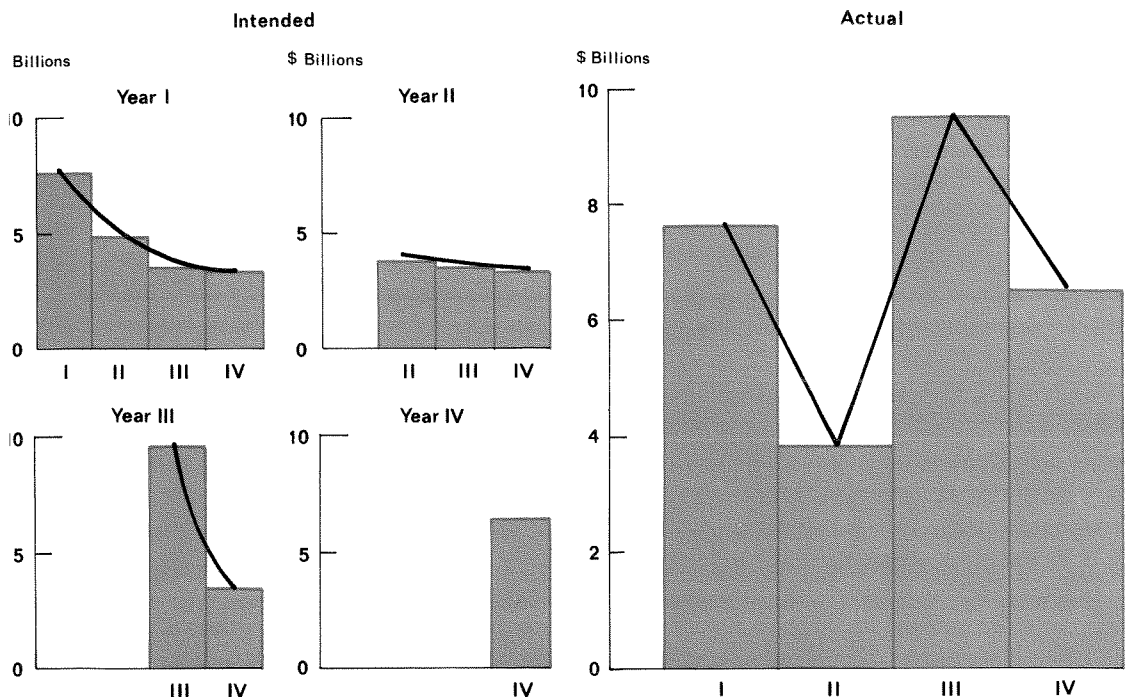 Intended
Billions
Year I
10
5
0
I II III IV
$ Billions
Year II
10
5
0
II III IV
Year III
10
5
0
III IV
Year IV
10
5
0
IV
Actual
$ Billions
10
8
6
4
2
0
I II III IV